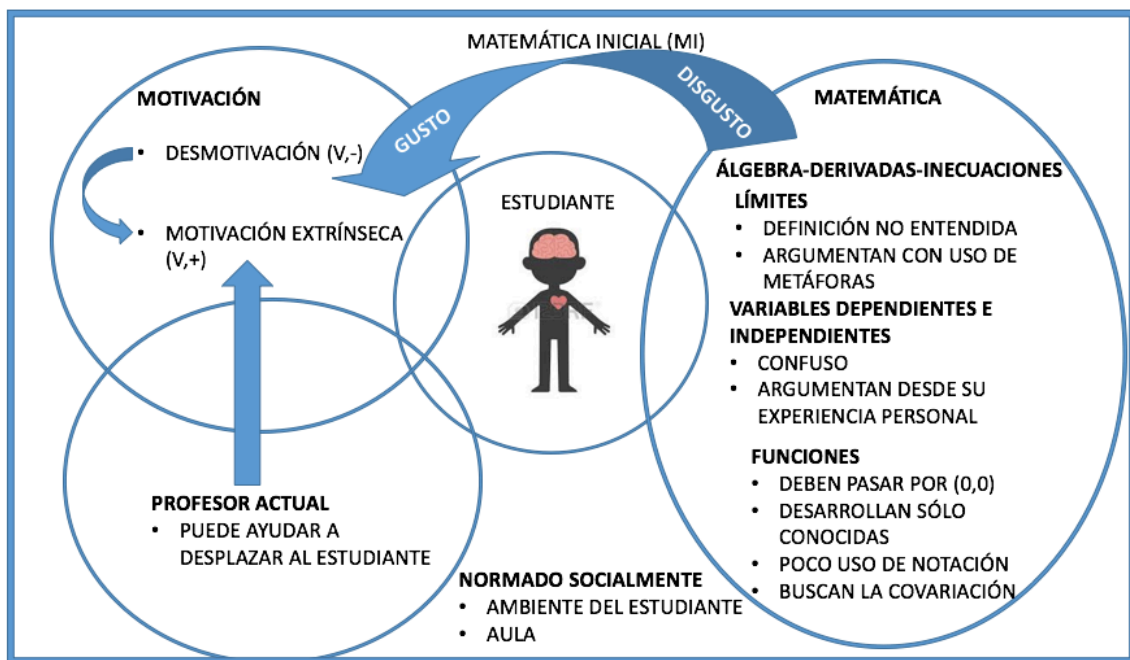 MATEMÁTICA INICIAL (MI)
GUSTO
DISGUSTO
MOTIVACIÓN
• DESMOTIVACIÓN (V,-)
• MOTIVACIÓN EXTRÍNSECA
(V,+)
ESTUDIANTE
MATEMÁTICA
ÁLGEBRA-DERIVADAS-INECUACIONES
LÍMITES
• DEFINICIÓN NO ENTENDIDA
• ARGUMENTAN CON USO DE
METÁFORAS
VARIABLES DEPENDIENTES E
INDEPENDIENTES
• CONFUSO
• ARGUMENTAN DESDE SU
EXPERIENCIA PERSONAL
FUNCIONES
• DEBEN PASAR POR (0,0)
• DESARROLLAN SÓLO
CONOCIDAS
• POCO USO DE NOTACIÓN
• BUSCAN LA COVARIACIÓN
PROFESOR ACTUAL
• PUEDE AYUDAR A
DESPLAZAR AL ESTUDIANTE
NORMADO SOCIALMENTE
• AMBIENTE DEL ESTUDIANTE
• AULA